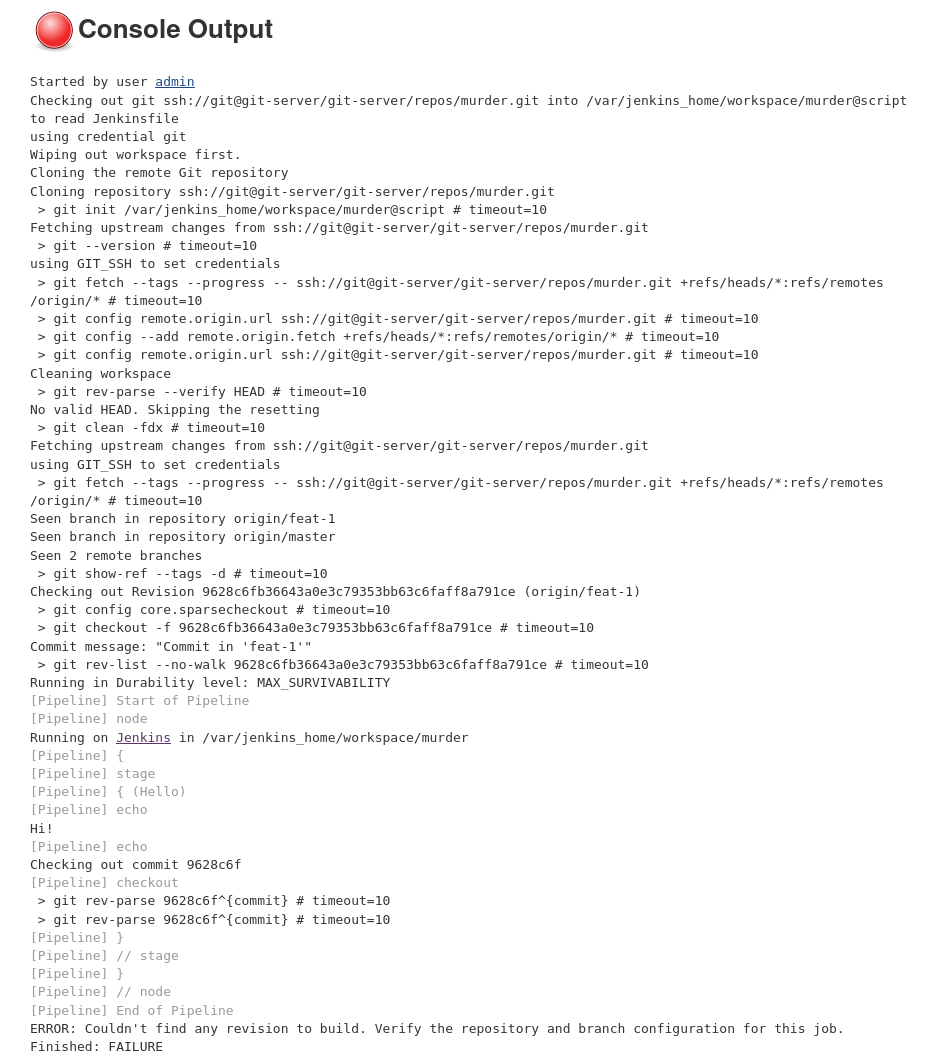 Console Output
Started by user admin
Checking out git ssh://git@git-server/git-server/repos/murder.git into /var/jenkins_home/workspace/murder@script
to read Jenkinsfile
using credential git
Wiping out workspace first.
Cloning the remote Git repository
Cloning repository ssh://git@git-server/git-server/repos/murder.git
 > git init /var/jenkins_home/workspace/murder@script # timeout=10
Fetching upstream changes from ssh://git@git-server/git-server/repos/murder.git
 > git --version # timeout=10
using GIT_SSH to set credentials
 > git fetch --tags --progress -- ssh://git@git-server/git-server/repos/murder.git +refs/heads/*:refs/remotes
/origin/* # timeout=10
 > git config remote.origin.url ssh://git@git-server/git-server/repos/murder.git # timeout=10
 > git config --add remote.origin.fetch +refs/heads/*:refs/remotes/origin/* # timeout=10
 > git config remote.origin.url ssh://git@git-server/git-server/repos/murder.git # timeout=10
Cleaning workspace
 > git rev-parse --verify HEAD # timeout=10
No valid HEAD. Skipping the resetting
 > git clean -fdx # timeout=10
Fetching upstream changes from ssh://git@git-server/git-server/repos/murder.git
using GIT_SSH to set credentials
 > git fetch --tags --progress -- ssh://git@git-server/git-server/repos/murder.git +refs/heads/*:refs/remotes
/origin/* # timeout=10
Seen branch in repository origin/feat-1
Seen branch in repository origin/master
Seen 2 remote branches
 > git show-ref --tags -d # timeout=10
Checking out Revision 9628c6fb36643a0e3c79353bb63c6faff8a791ce (origin/feat-1)
 > git config core.sparsecheckout # timeout=10
 > git checkout -f 9628c6fb36643a0e3c79353bb63c6faff8a791ce # timeout=10
Commit message: "Commit in 'feat-1'"
 > git rev-list --no-walk 9628c6fb36643a0e3c79353bb63c6faff8a791ce # timeout=10
Running in Durability level: MAX_SURVIVABILITY
[Pipeline] Start of Pipeline
[Pipeline] node
Running on Jenkins in /var/jenkins_home/workspace/murder
[Pipeline] {
[Pipeline] stage
[Pipeline] { (Hello)
[Pipeline] echo
Hi!
[Pipeline] echo
Checking out commit 9628c6f
[Pipeline] checkout
 > git rev-parse 9628c6f^{commit} # timeout=10
 > git rev-parse 9628c6f^{commit} # timeout=10
[Pipeline] }
[Pipeline] // stage
[Pipeline] }
[Pipeline] // node
[Pipeline] End of Pipeline
ERROR: Couldn't find any revision to build. Verify the repository and branch configuration for this job.
Finished: FAILURE